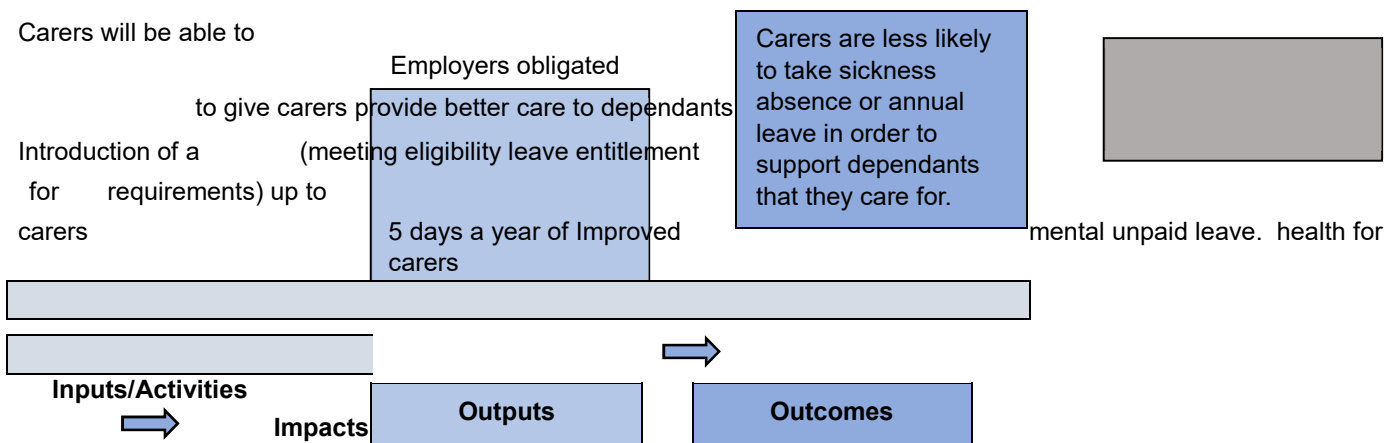 Carers will be able to
Employers obligated
to give carers provide better care to dependants
Introduction of a (meeting eligibility leave entitlement
for requirements) up to
carers 5 days a year of Improved mental unpaid leave. health for
carers
Carers are less likely
to take sickness
absence or annual
leave in order to
support dependants
that they care for.
Inputs/Activities
Impacts
Outputs
Outcomes